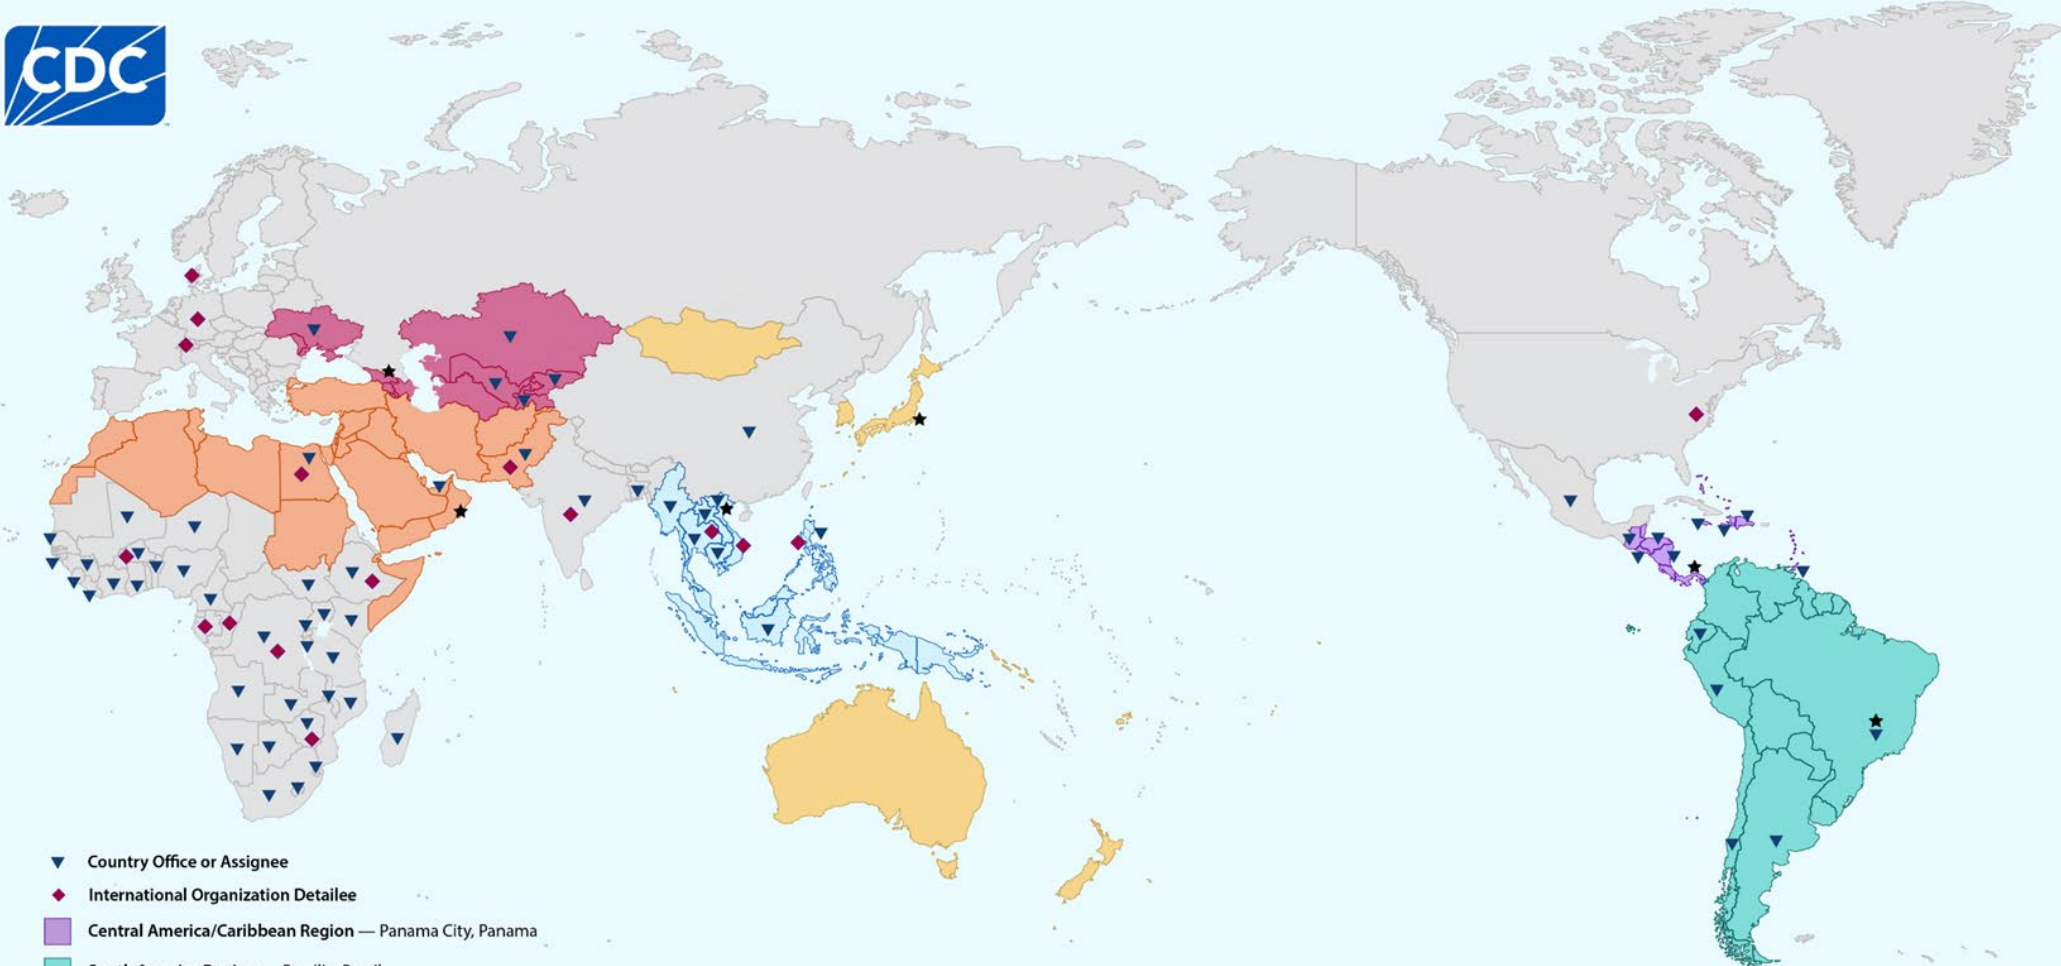 CDC
Country Office or Assignee
International Organization Detailee
Central America/Caribbean Region — Panama City, Panama